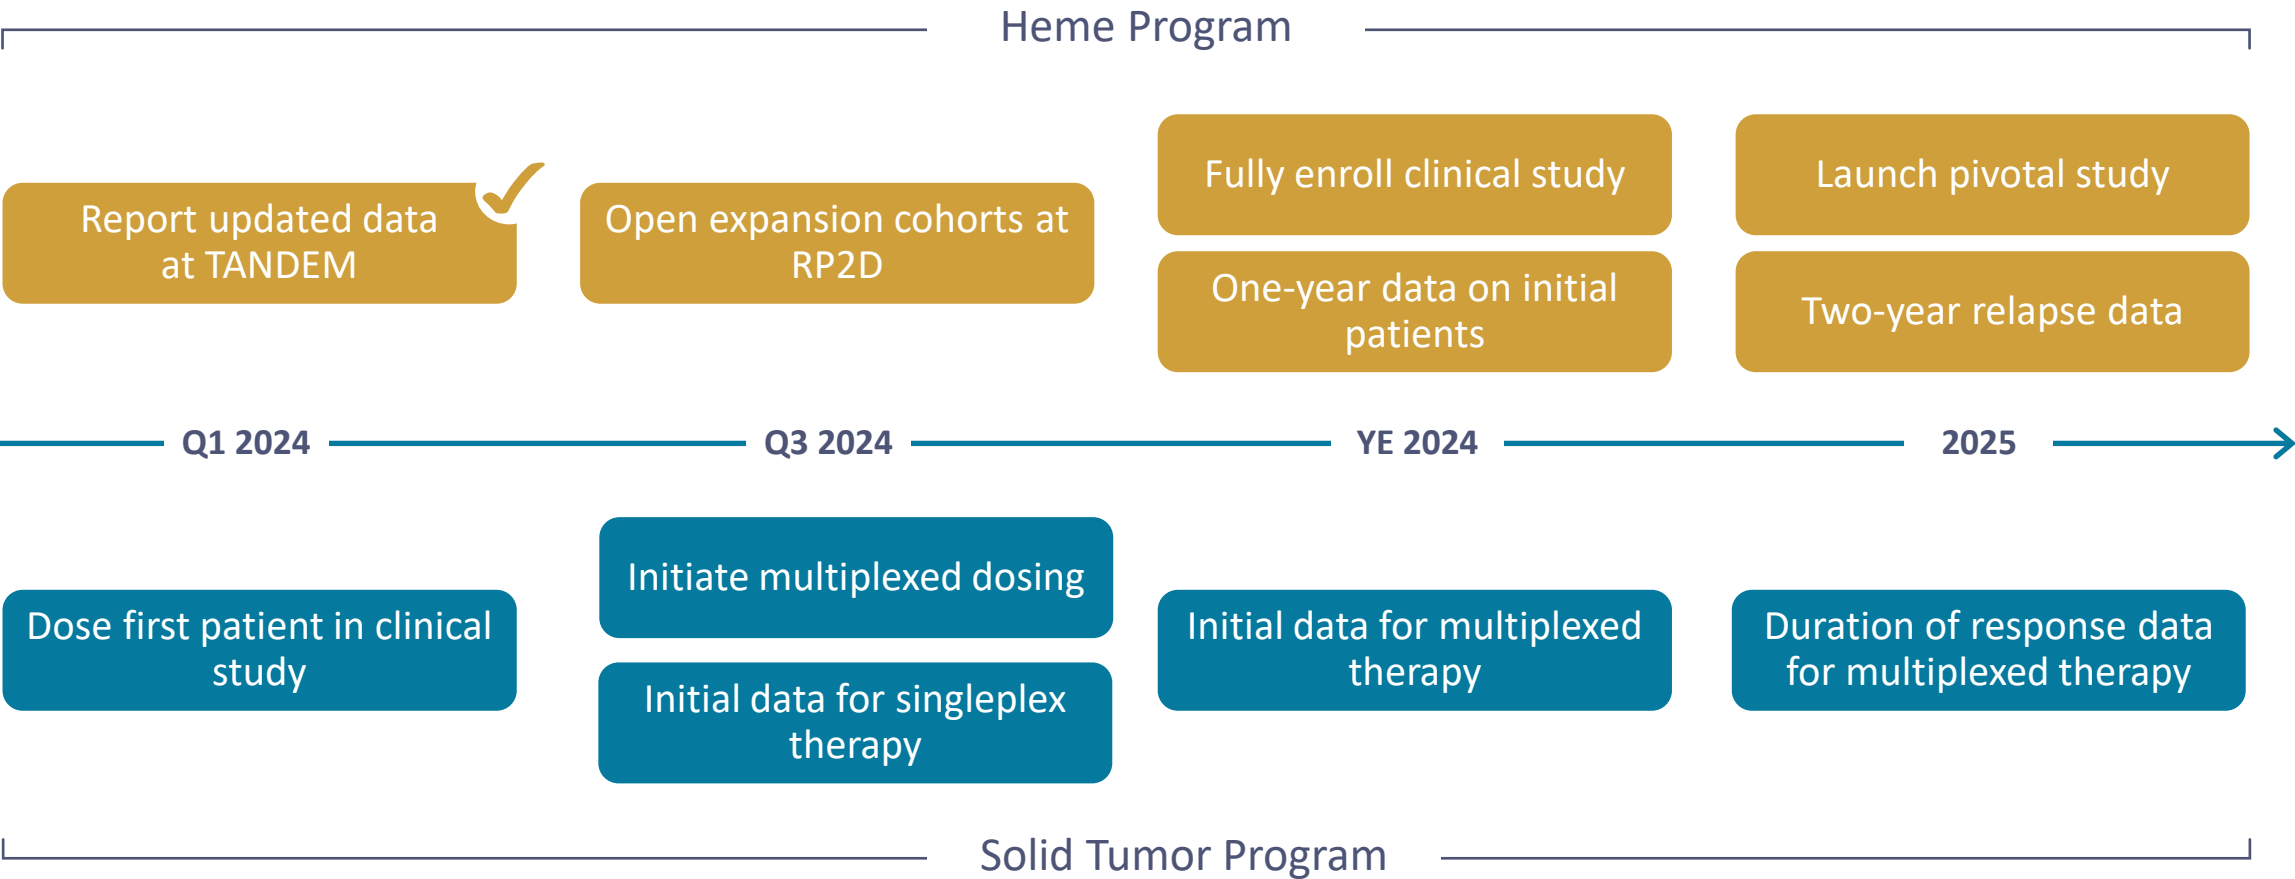 Heme Program
Report updated data
at TANDEM
Open expansion cohorts at
RP2D
Fully enroll clinical study
One-year data on initial
patients
Launch pivotal study
Two-year relapse data
Q1 2024
Q3 2024
YE 2024
2025
Dose first patient in clinical
study
Initiate multiplexed dosing
Initial data for singleplex
therapy
Initial data for multiplexed
therapy
Duration of response data
for multiplexed therapy
Solid Tumor Program